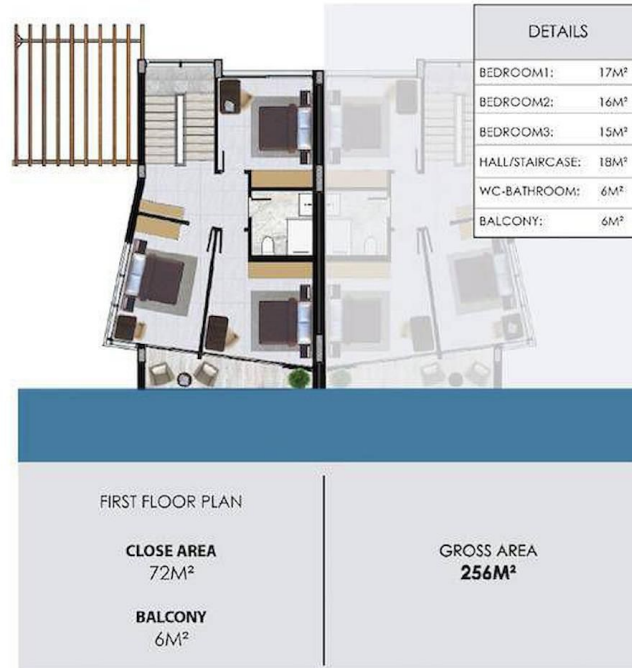 DETAILS
BEDROOM1: 17M²
BEDROOM2: 16M²
BEDROOM3: 15M²
HALL/STAIRCASE: 18M²
WC-BATHROOM: 6M²
BALCONY: 6M²
FIRST FLOOR PLAN
CLOSE AREA
72M²
BALCONY
6M²
GROSS AREA
256M²